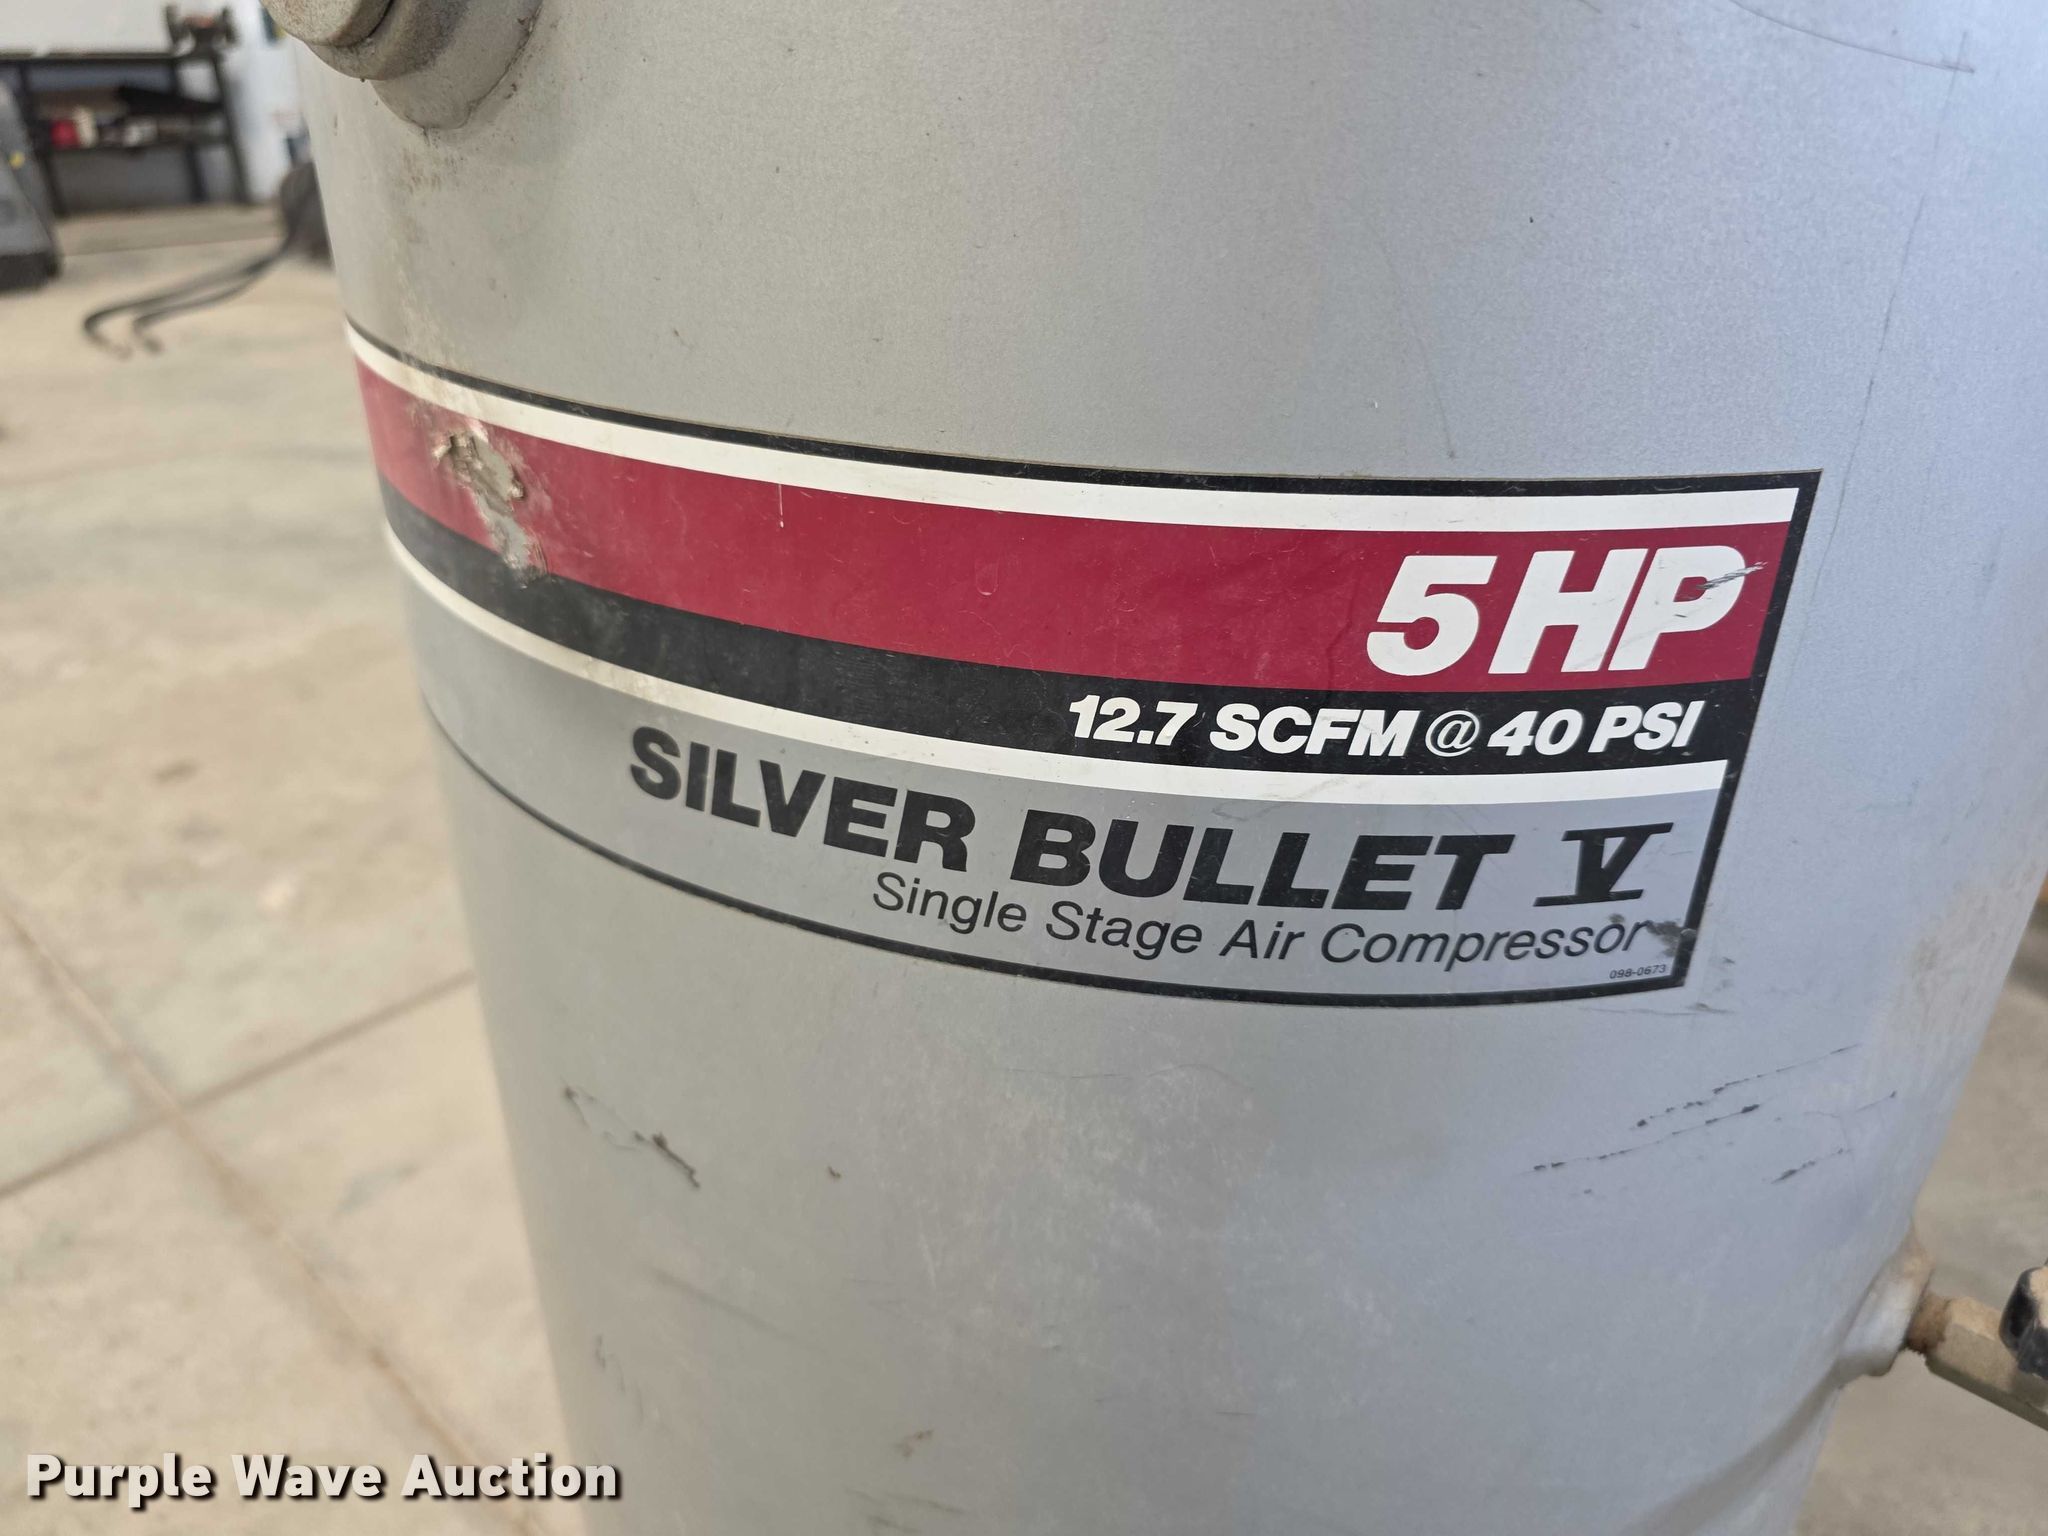 5HP
12.7 SCFM @ 40 PSI
SILVER BULLET V
Single Stage Air Compressor
098-0673
Purple Wave Auction